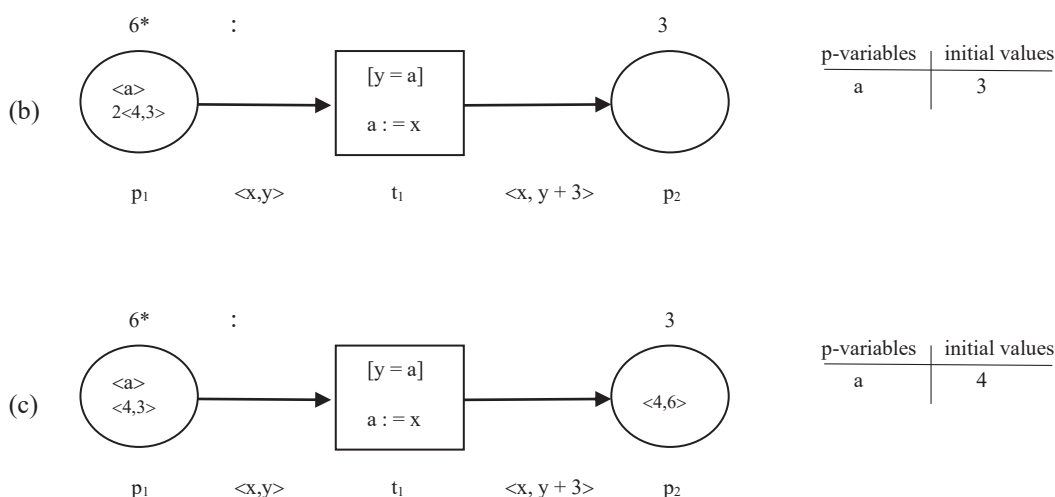 6* : 3
p-variables initial values
[y = a]
<a> a 3
2<4,3>
(b)
a : = x
p₁ <x,y> t₁ <x, y + 3> p₂
6* : 3
p-variables initial values
[y = a]
<a> a 4
<4,3> <4,6>
(c)
a : = x
p₁ <x,y> t₁ <x, y + 3> p₂